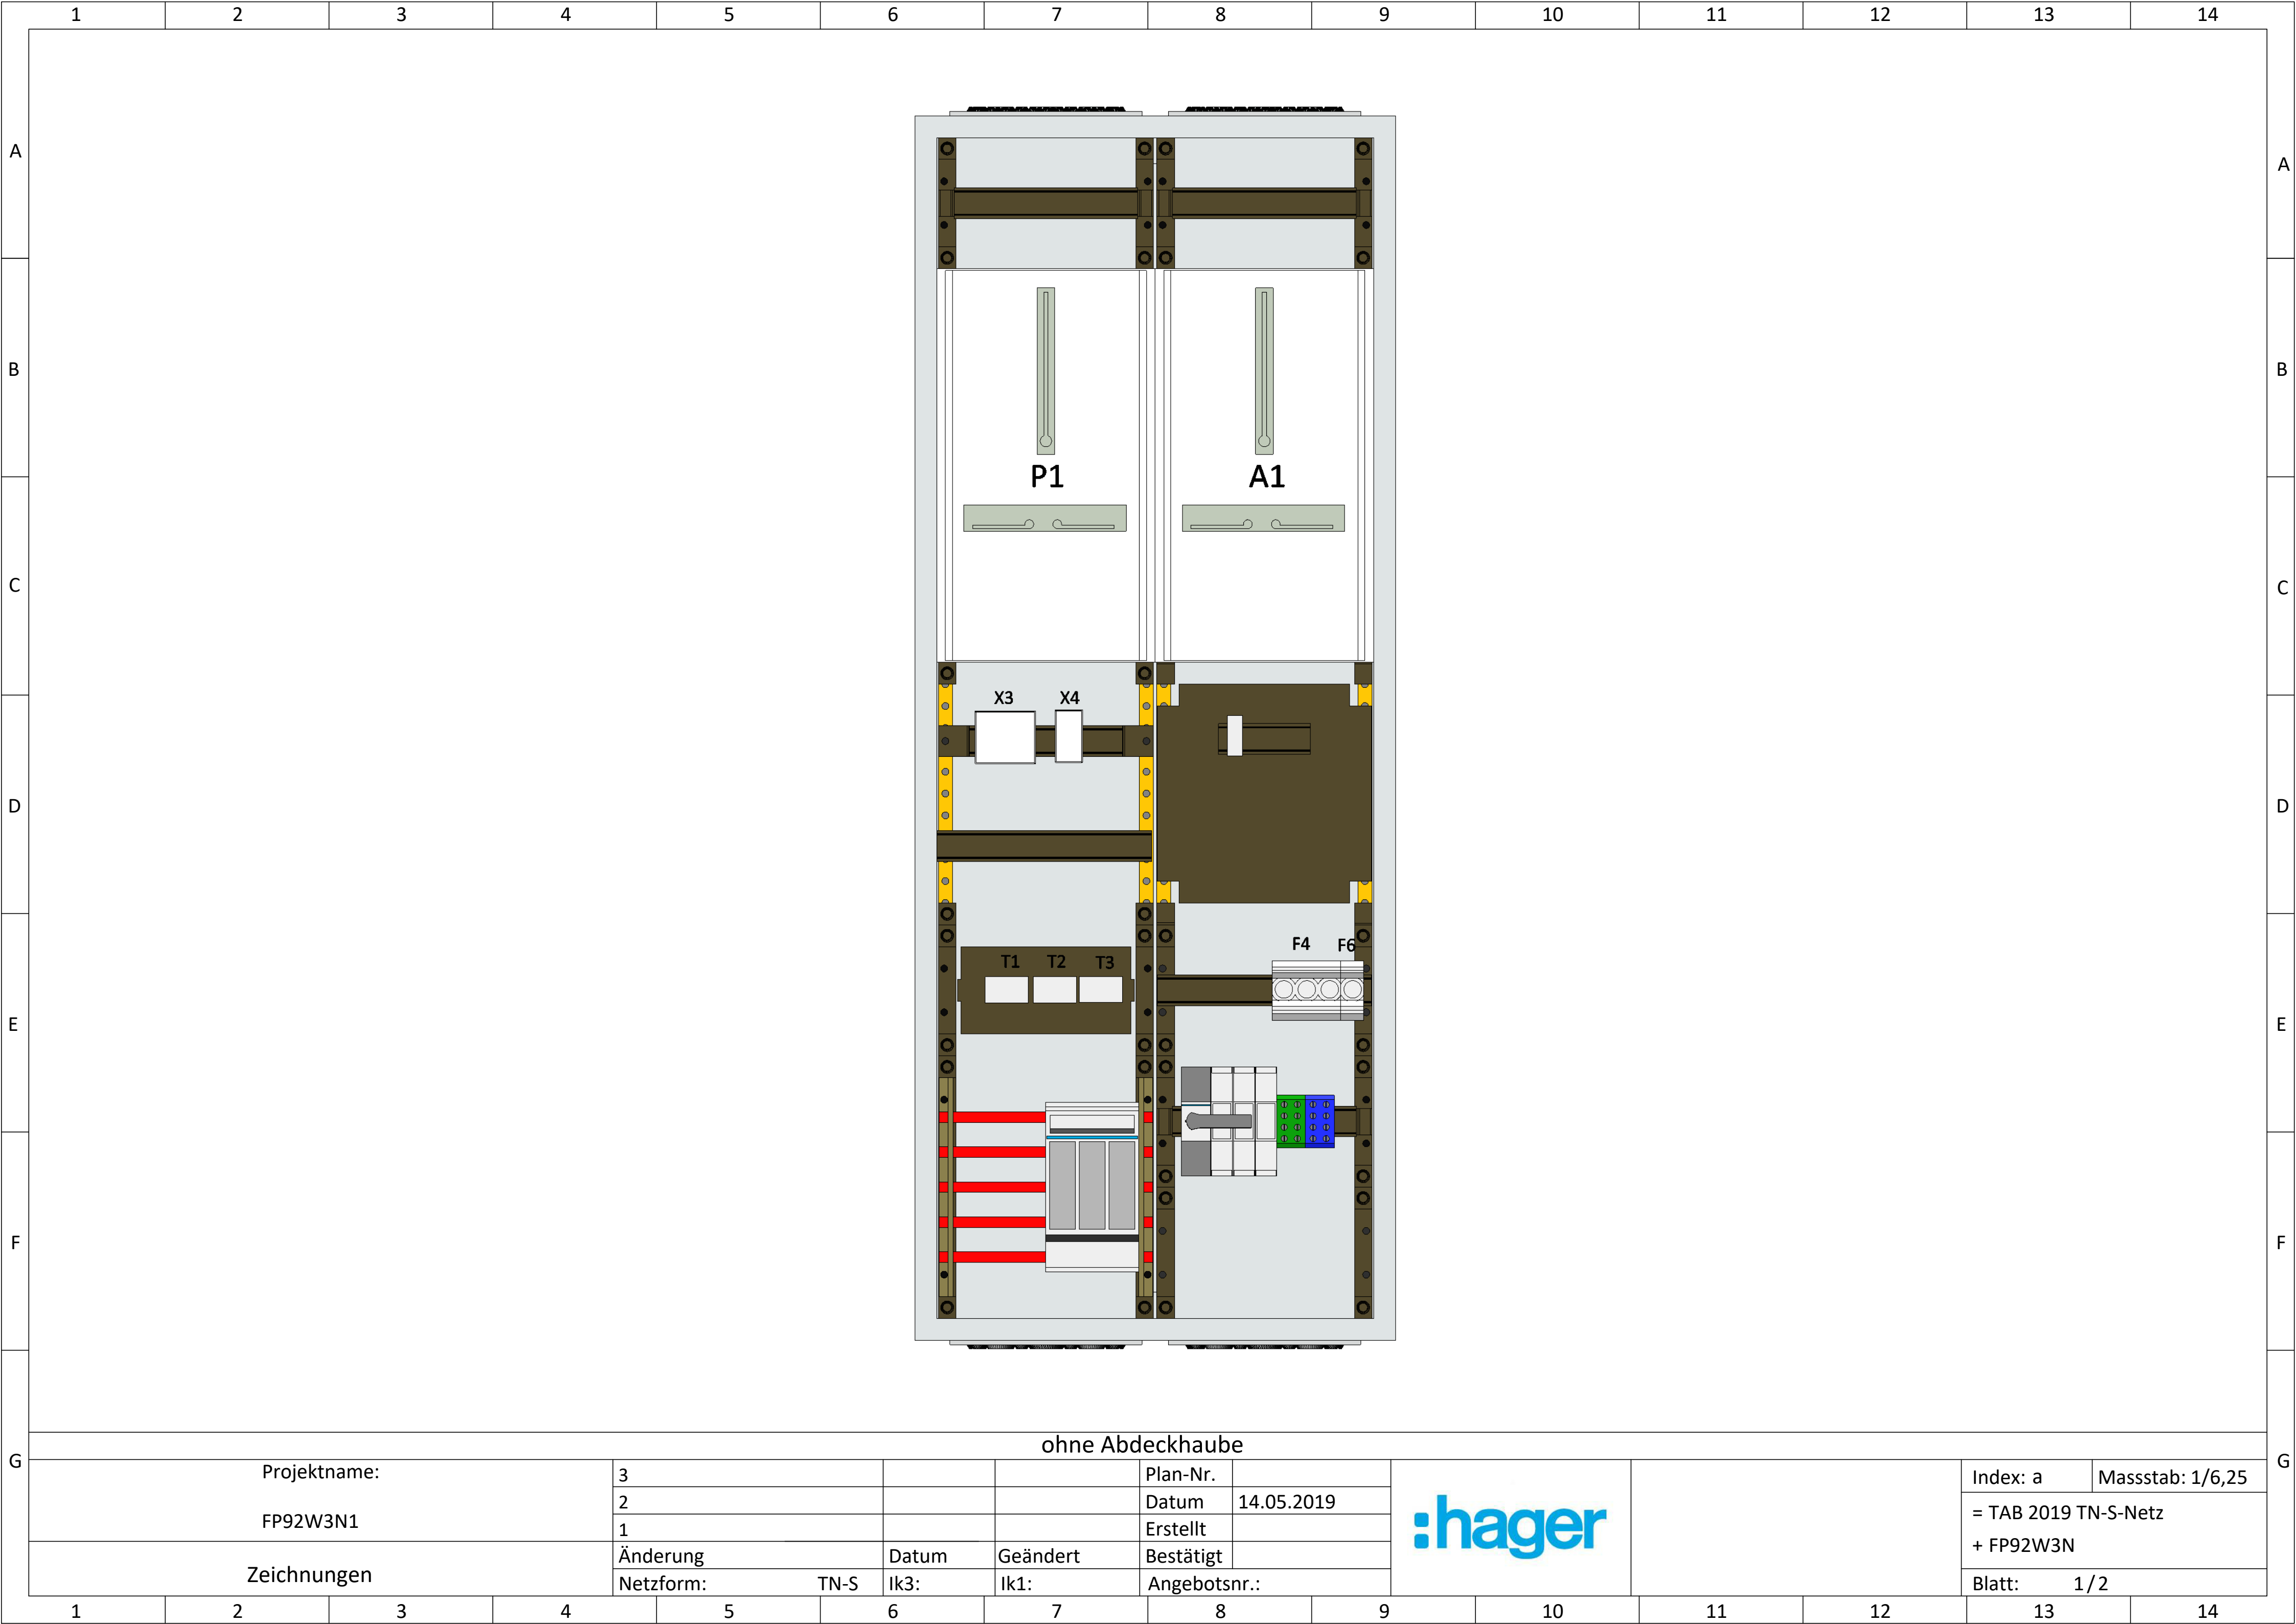 1 2 3 4 5 6 7 8 9 10 11 12 13 14
A A
B B
P1 A1
C C
X3 X4
D D
F4 F6
T1 T2 T3
E E
F F
ohne Abdeckhaube
G G
Projektname:
FP92W3N1
Zeichnungen
3
2
1
Änderung Datum Geändert
Netzform: TN-S Ik3: Ik1:
Plan-Nr.
Datum 14.05.2019
Erstellt
Bestätigt
Angebotsnr.:
:hager
Index: a Massstab: 1/6,25
= TAB 2019 TN-S-Netz
+ FP92W3N
Blatt: 1/2
1 2 3 4 5 6 7 8 9 10 11 12 13 14